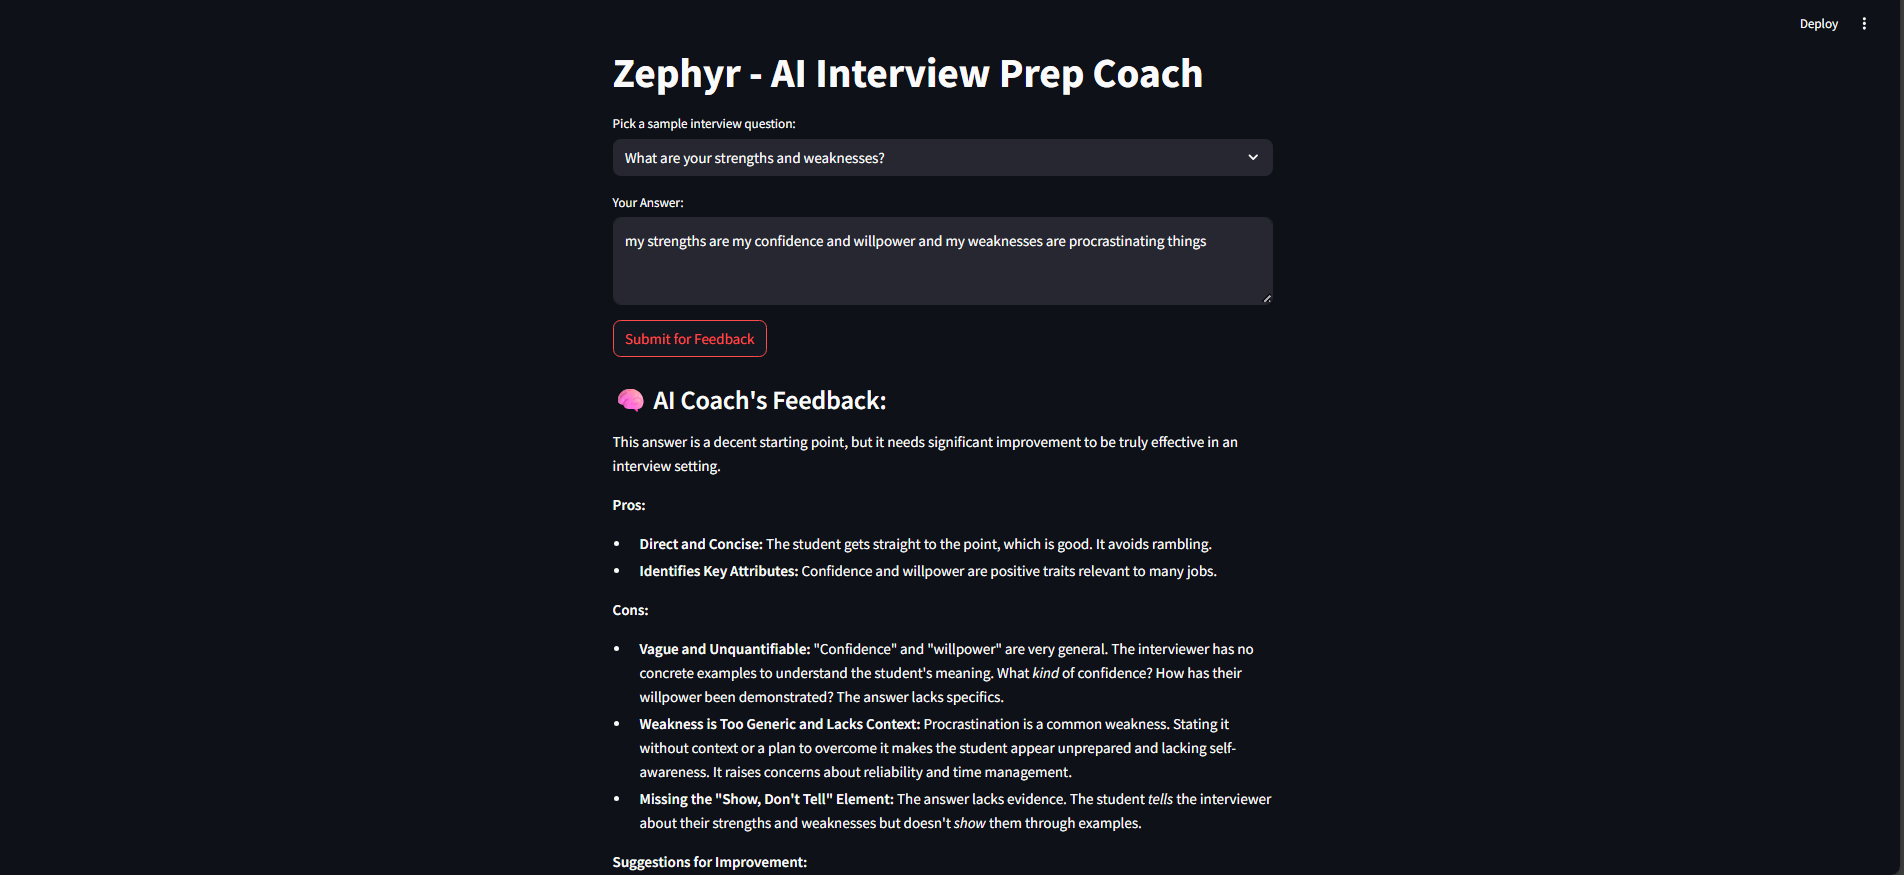 Deploy
Zephyr - AI Interview Prep Coach
Pick a sample interview question:
What are your strengths and weaknesses?
Your Answer:
my strengths are my confidence and willpower and my weaknesses are procrastinating things
Submit for Feedback
🧠 AI Coach's Feedback:
This answer is a decent starting point, but it needs significant improvement to be truly effective in an
interview setting.
Pros:
• Direct and Concise: The student gets straight to the point, which is good. It avoids rambling.
• Identifies Key Attributes: Confidence and willpower are positive traits relevant to many jobs.
Cons:
• Vague and Unquantifiable: "Confidence" and "willpower" are very general. The interviewer has no
concrete examples to understand the student's meaning. What kind of confidence? How has their
willpower been demonstrated? The answer lacks specifics.
• Weakness is Too Generic and Lacks Context: Procrastination is a common weakness. Stating it
without context or a plan to overcome it makes the student appear unprepared and lacking self-
awareness. It raises concerns about reliability and time management.
• Missing the "Show, Don't Tell" Element: The answer lacks evidence. The student tells the interviewer
about their strengths and weaknesses but doesn't show them through examples.
Suggestions for Improvement: